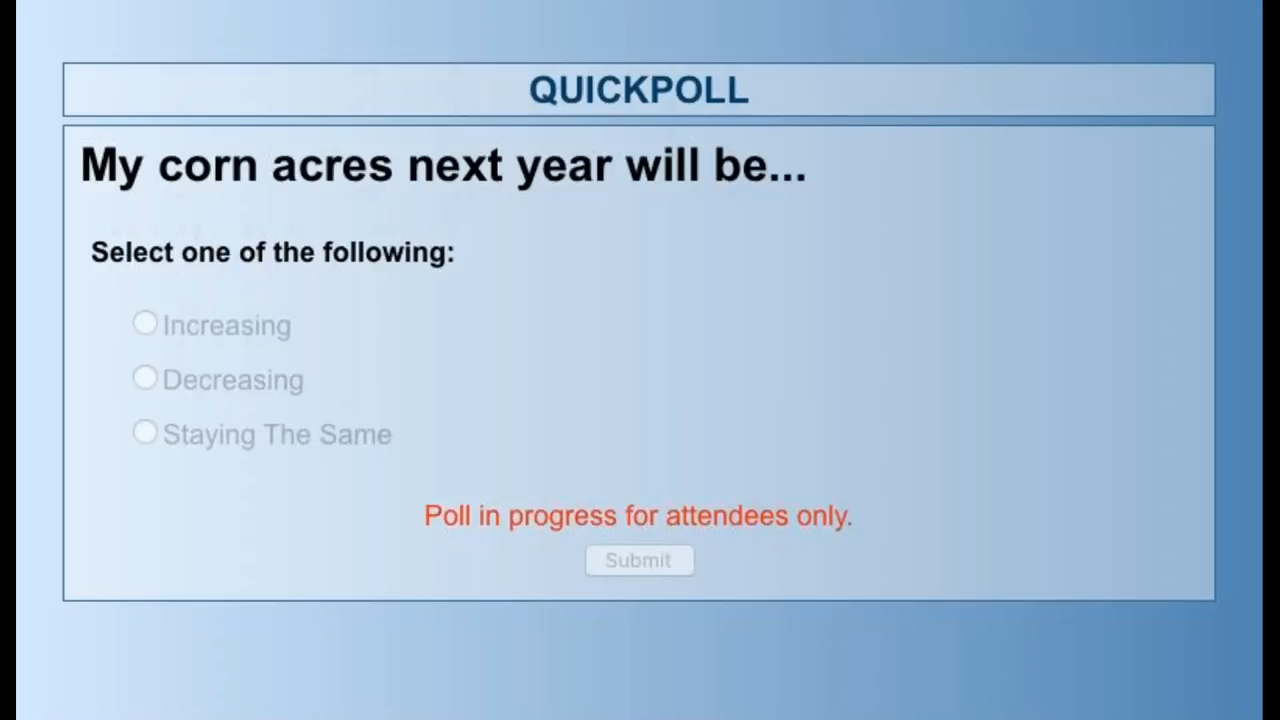 QUICKPOLL
My corn acres next year will be...
Select one of the following:
Increasing
Decreasing
Staying The Same
Poll in progress for attendees only.
Submit